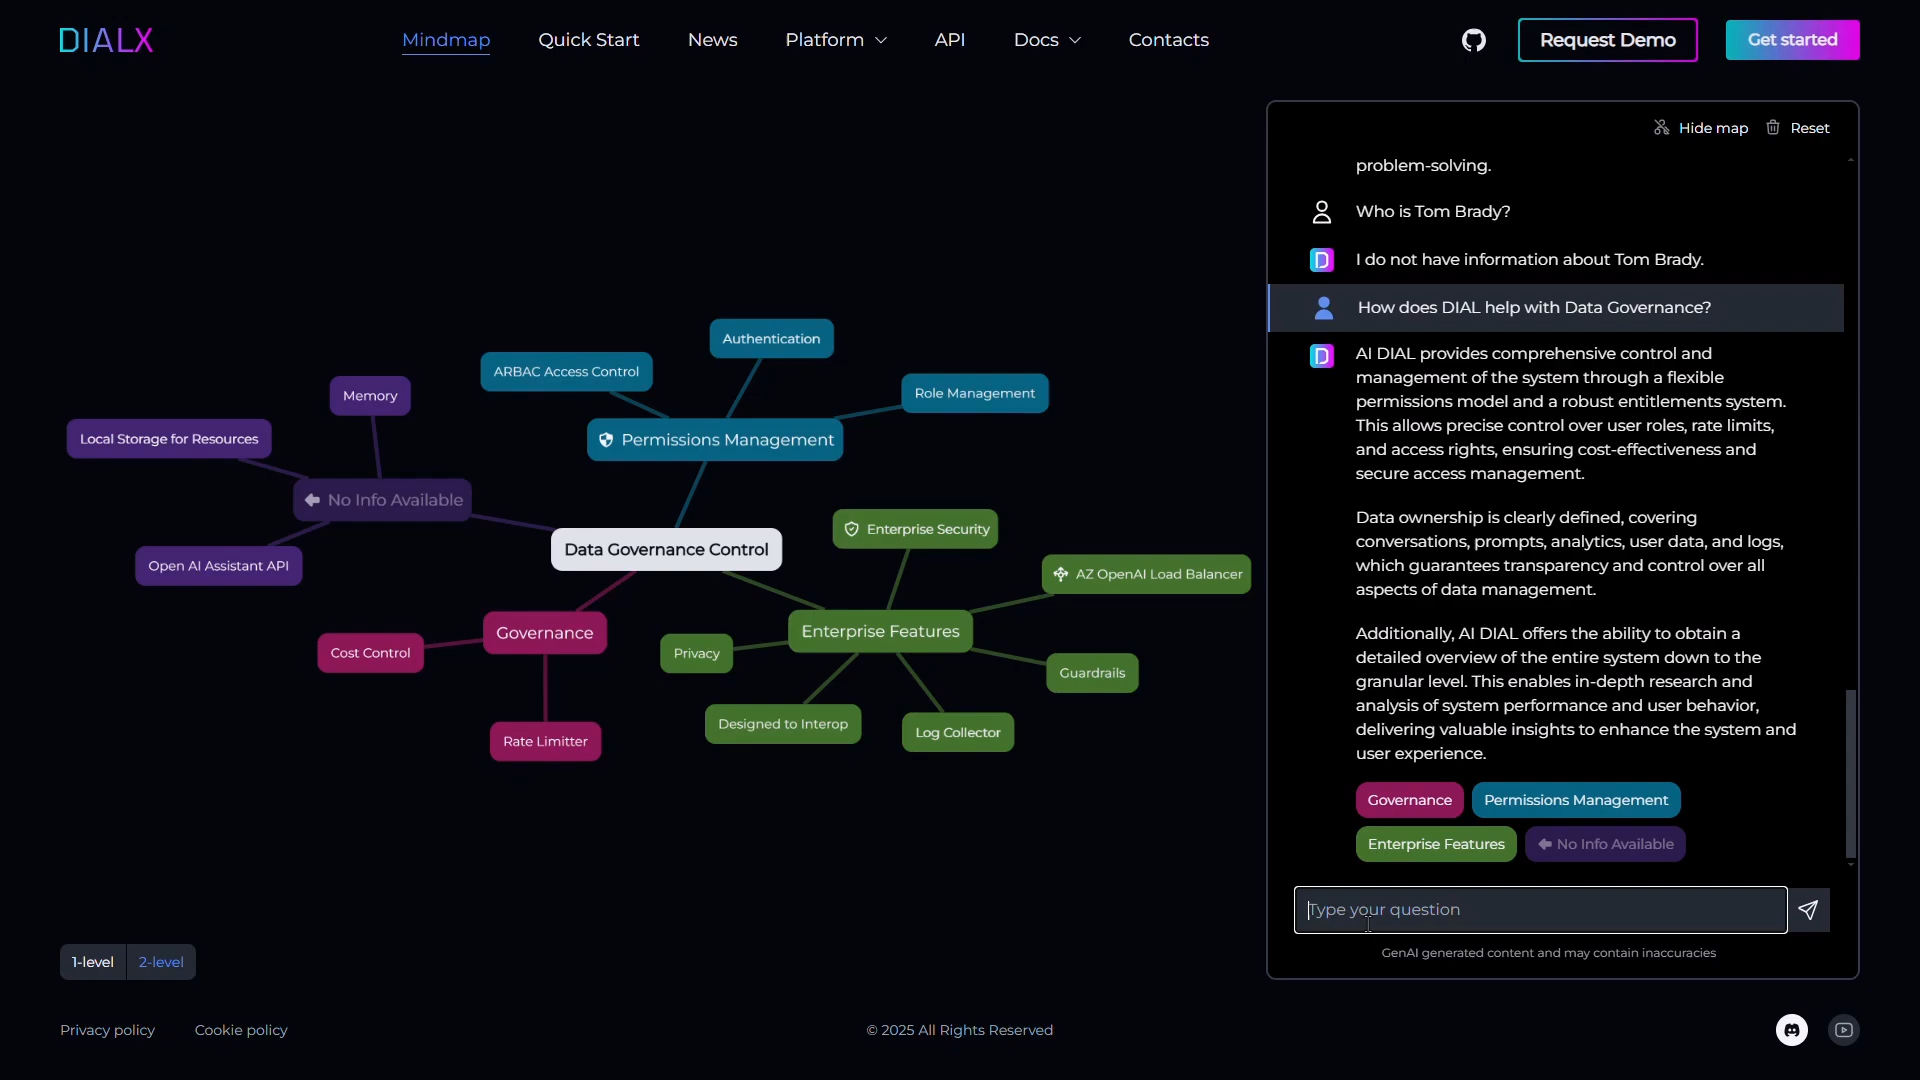 DIALX
Mindmap
Quick Start
News
Platform
API
Docs
Contacts
Request Demo
Get started
Authentication
ARBAC Access Control
Role Management
Memory
Local Storage for Resources
Permissions Management
No Info Available
Enterprise Security
Data Governance Control
Open AI Assistant API
AZ OpenAI Load Balancer
Governance
Enterprise Features
Cost Control
Privacy
Guardrails
Designed to Interop
Log Collector
Rate Limitter
1-level
2-level
Hide map
Reset
problem-solving.
Who is Tom Brady?
I do not have information about Tom Brady.
How does DIAL help with Data Governance?
AI DIAL provides comprehensive control and
management of the system through a flexible
permissions model and a robust entitlements system.
This allows precise control over user roles, rate limits,
and access rights, ensuring cost-effectiveness and
secure access management.
Data ownership is clearly defined, covering
conversations, prompts, analytics, user data, and logs,
which guarantees transparency and control over all
aspects of data management.
Additionally, AI DIAL offers the ability to obtain a
detailed overview of the entire system down to the
granular level. This enables in-depth research and
analysis of system performance and user behavior,
delivering valuable insights to enhance the system and
user experience.
Governance
Permissions Management
Enterprise Features
No Info Available
Type your question
GenAI generated content and may contain inaccuracies
Privacy policy
Cookie policy
© 2025 All Rights Reserved